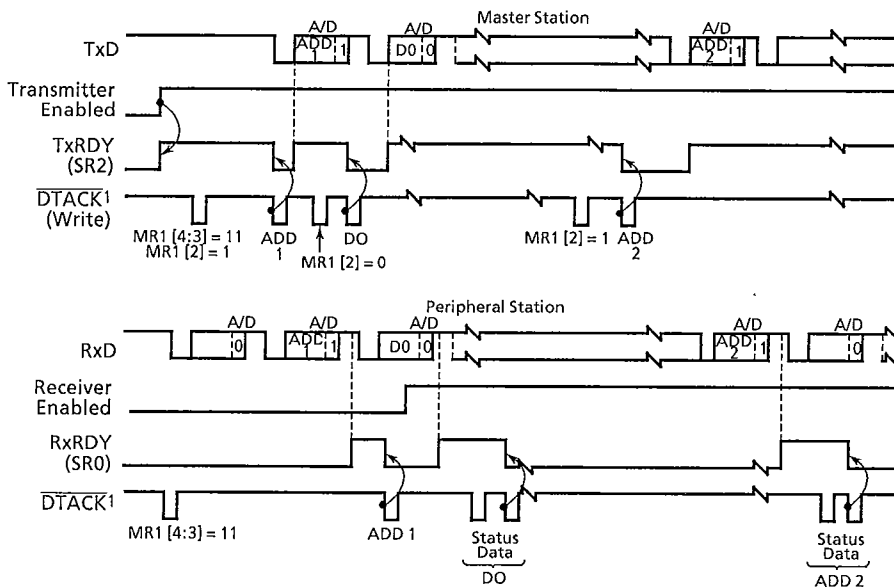 Master Station
A/D A/D A/D
TxD ADD 1 1 D0 0 ADD 2 1
Transmitter
Enabled
TxRDY
(SR2)
DTACK1
(Write)
MR1 [4:3] = 11 ADD DO MR1 [2] = 1 ADD
MR1 [2] = 1 1 MR1 [2] = 0 2
Peripheral Station
A/D A/D A/D A/D A/D
RxD 0 ADD 1 1 D0 0 ADD 2 1 0
Receiver
Enabled
RxRDY
(SR0)
DTACK1
MR1 [4:3] = 11 ADD 1 Status Status
Data Data
DO ADD 2